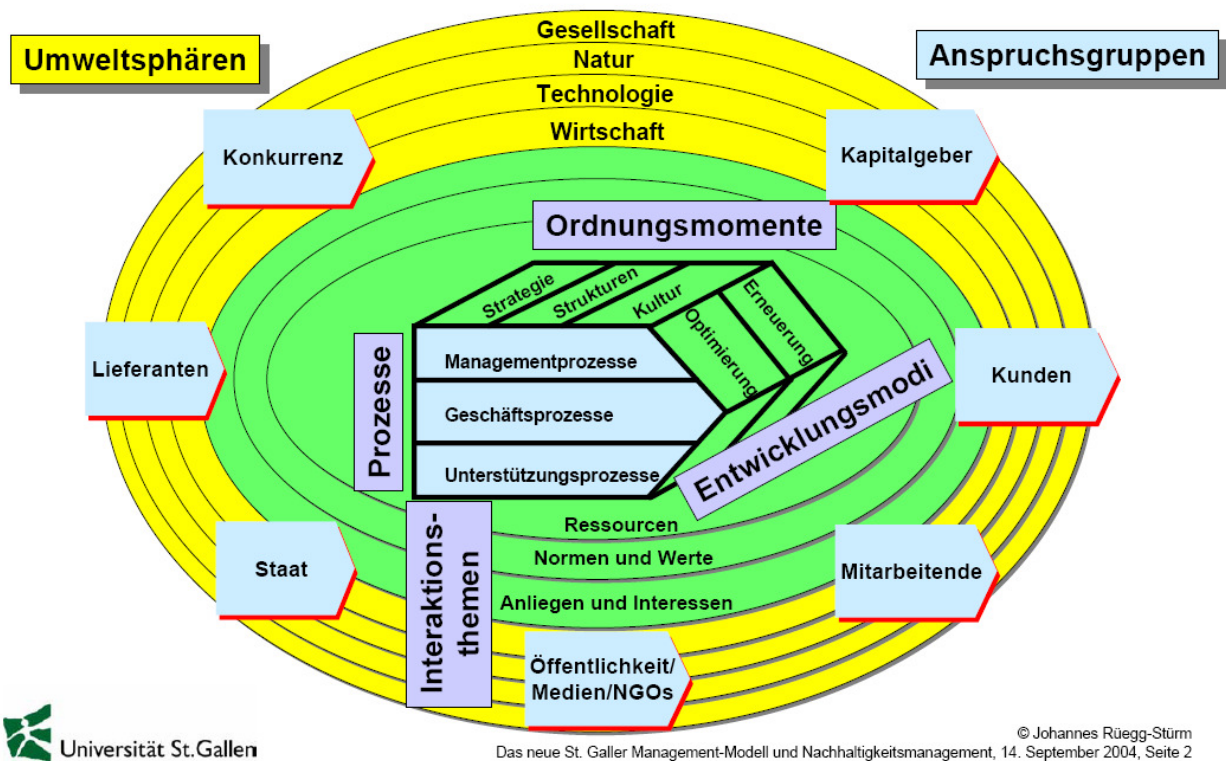 Umweltsphären
Anspruchsgruppen
Gesellschaft
Natur
Technologie
Wirtschaft
Konkurrenz
Kapitalgeber
Ordnungsmomente
Strategie
Strukturen
Kultur
Optimierung
Erneuerung
Lieferanten
Prozesse
Managementprozesse
Geschäftsprozesse
Unterstützungsprozesse
Entwicklungsmodi
Kunden
Interaktions-
themen
Ressourcen
Normen und Werte
Anliegen und Interessen
Staat
Mitarbeitende
Öffentlichkeit/
Medien/NGOs
Universität St.Gallen
© Johannes Rüegg-Stürm
Das neue St. Galler Management-Modell und Nachhaltigkeitsmanagement, 14. September 2004, Seite 2